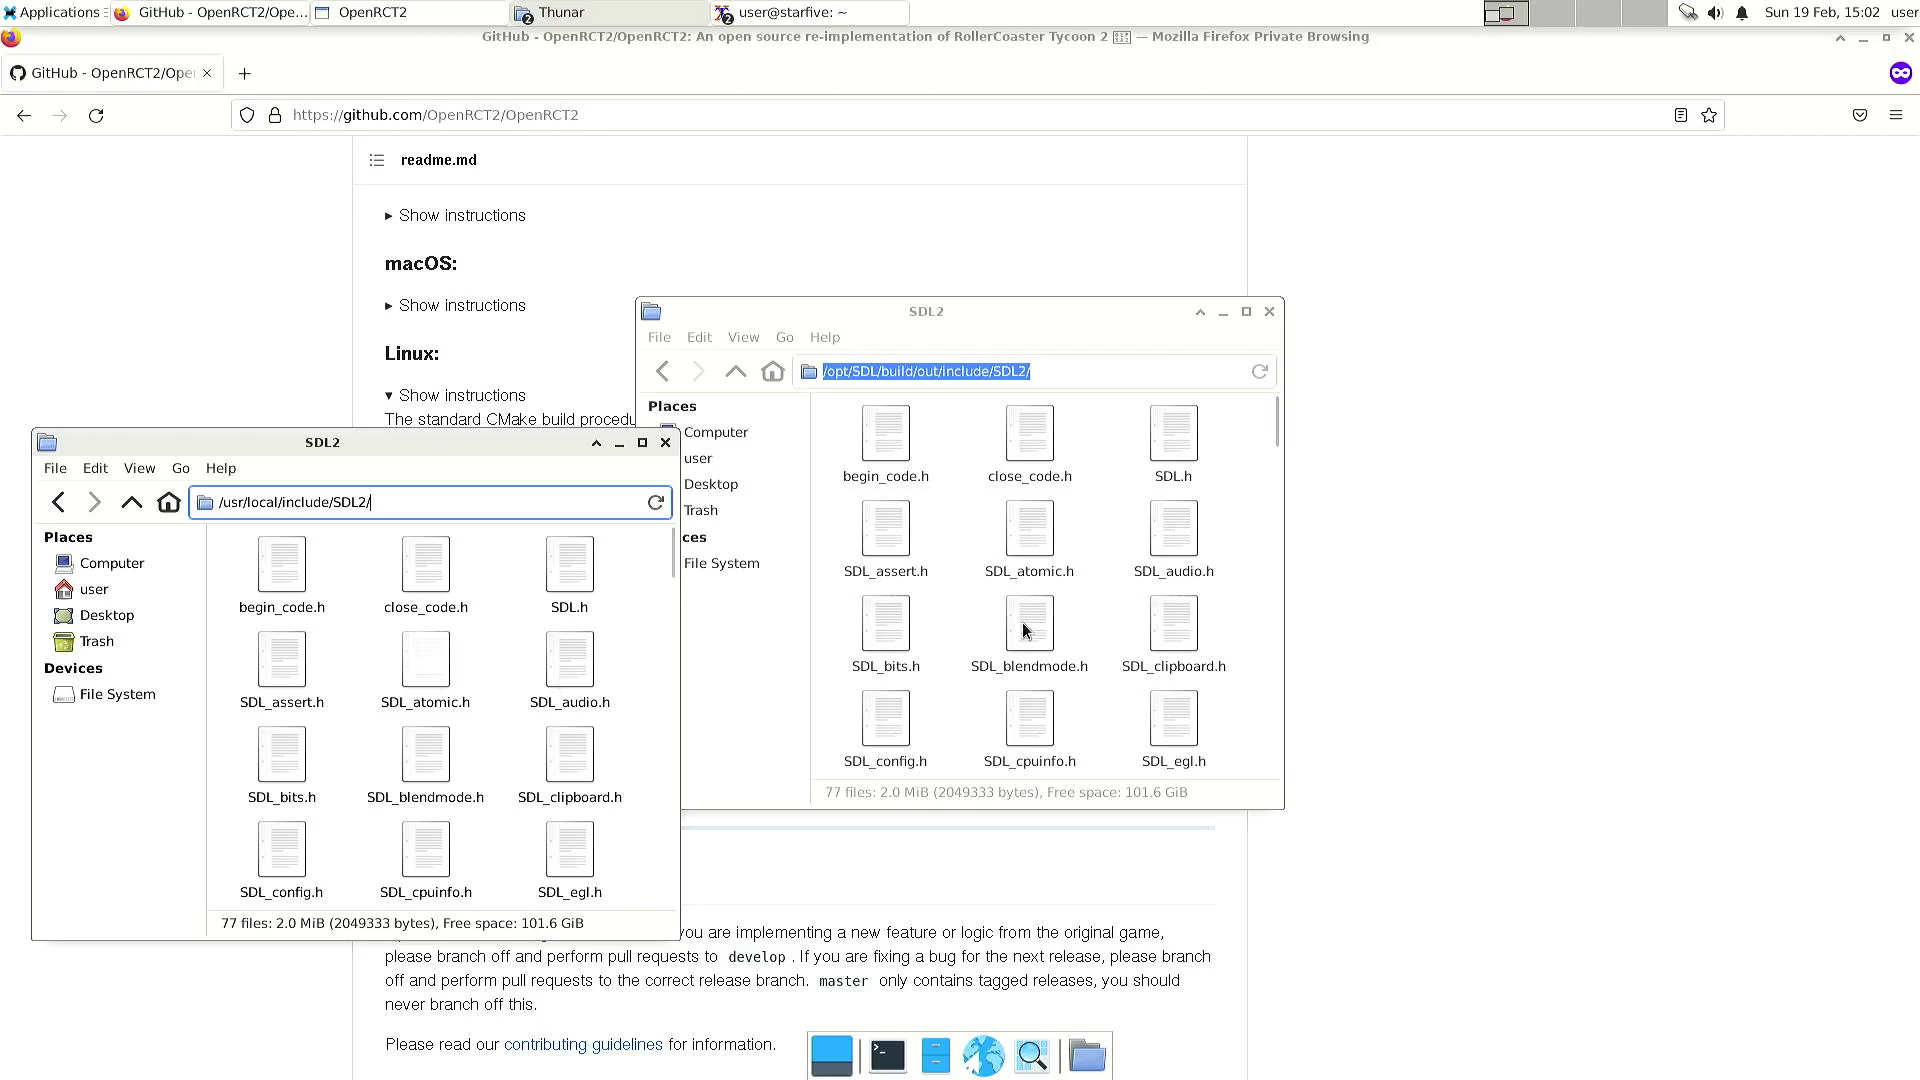 Applications
GitHub - OpenRCT2/Ope...
OpenRCT2
Thunar
user@starfive: ~
Sun 19 Feb, 15:02
user
GitHub - OpenRCT2/OpenRCT2: An open source re-implementation of RollerCoaster Tycoon 2 — Mozilla Firefox Private Browsing
GitHub - OpenRCT2/Ope
https://github.com/OpenRCT2/OpenRCT2
readme.md
Show instructions
macOS:
Show instructions
Linux:
Show instructions
The standard CMake build procedu
SDL2
File Edit View Go Help
/opt/SDL/build/out/include/SDL2/
Places
Computer
user
Desktop
Trash
ces
File System
begin_code.h close_code.h SDL.h
SDL_assert.h SDL_atomic.h SDL_audio.h
SDL_bits.h SDL_blendmode.h SDL_clipboard.h
SDL_config.h SDL_cpuinfo.h SDL_egl.h
77 files: 2.0 MiB (2049333 bytes), Free space: 101.6 GiB
SDL2
File Edit View Go Help
/usr/local/include/SDL2/
Places
Computer
user
Desktop
Trash
Devices
File System
begin_code.h close_code.h SDL.h
SDL_assert.h SDL_atomic.h SDL_audio.h
SDL_bits.h SDL_blendmode.h SDL_clipboard.h
SDL_config.h SDL_cpuinfo.h SDL_egl.h
77 files: 2.0 MiB (2049333 bytes), Free space: 101.6 GiB
you are implementing a new feature or logic from the original game,
please branch off and perform pull requests to develop. If you are fixing a bug for the next release, please branch
off and perform pull requests to the correct release branch. master only contains tagged releases, you should
never branch off this.
Please read our contributing guidelines for information.